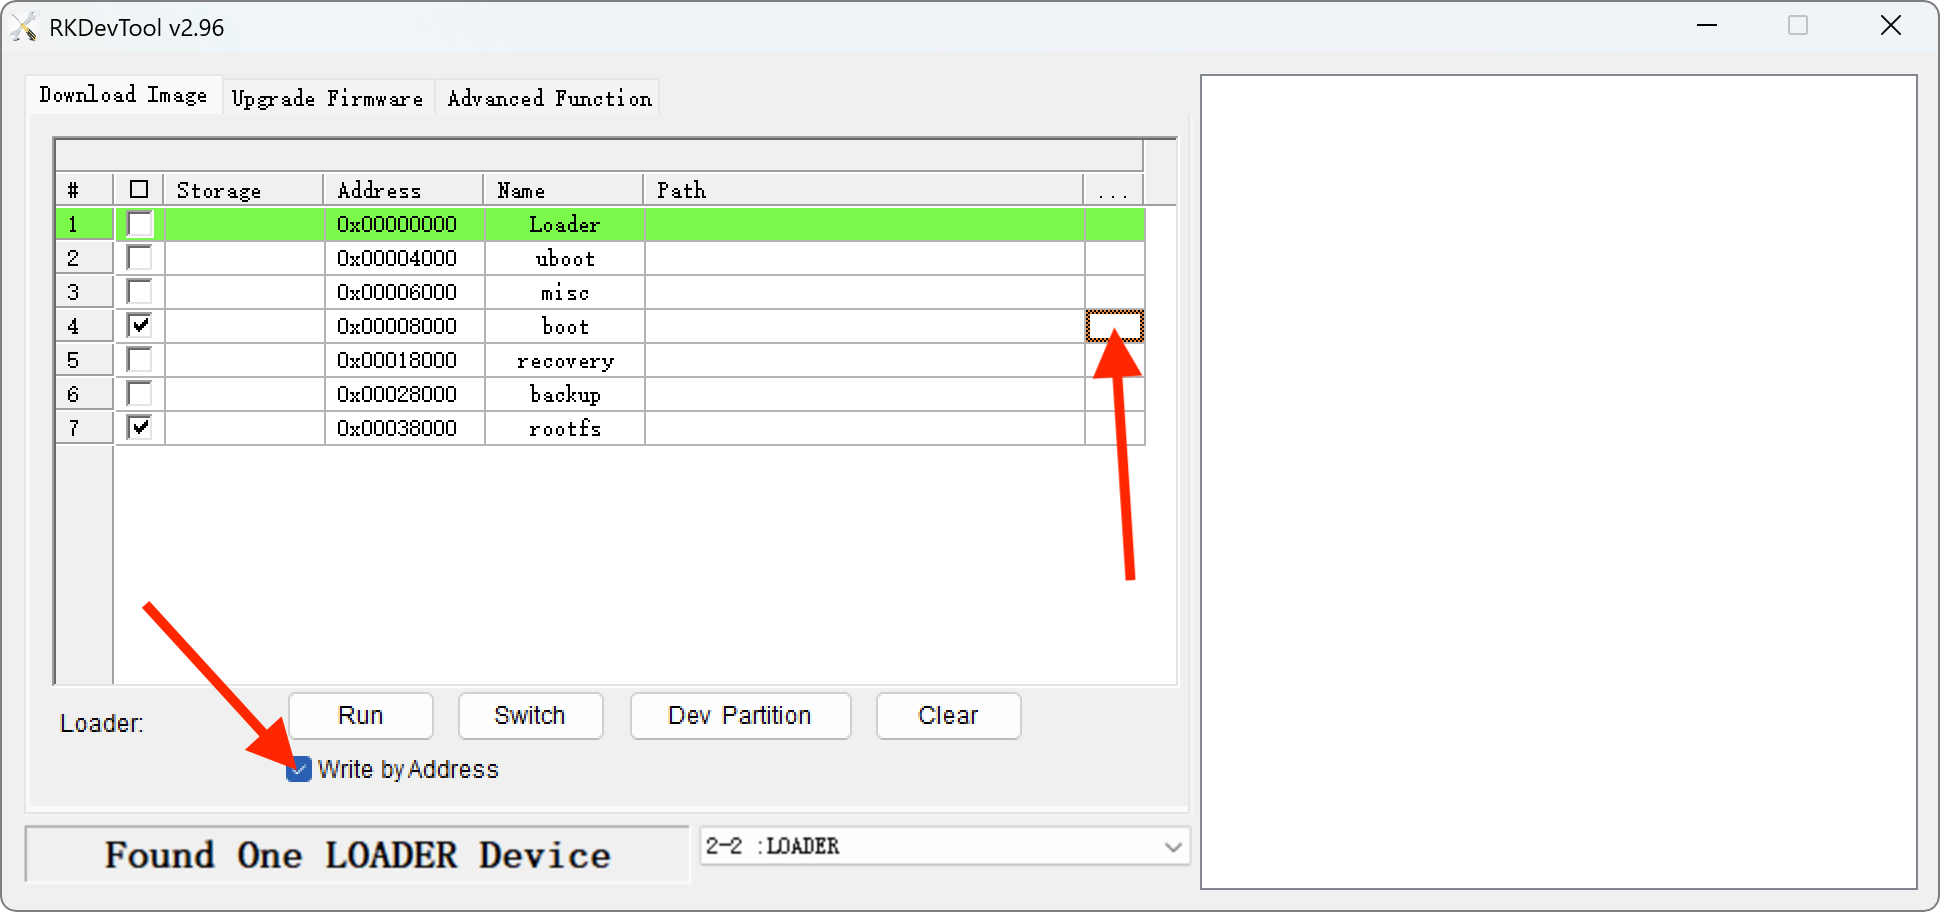 RKDevTool v2.96
Download Image Upgrade Firmware Advanced Function
# Storage Address Name Path ...
1 0x00000000 Loader
2 0x00004000 uboot
3 0x00006000 misc
4 0x00008000 boot
5 0x00018000 recovery
6 0x00028000 backup
7 0x00038000 rootfs
Loader: Run Switch Dev Partition Clear
Write by Address
Found One LOADER Device 2-2 :LOADER